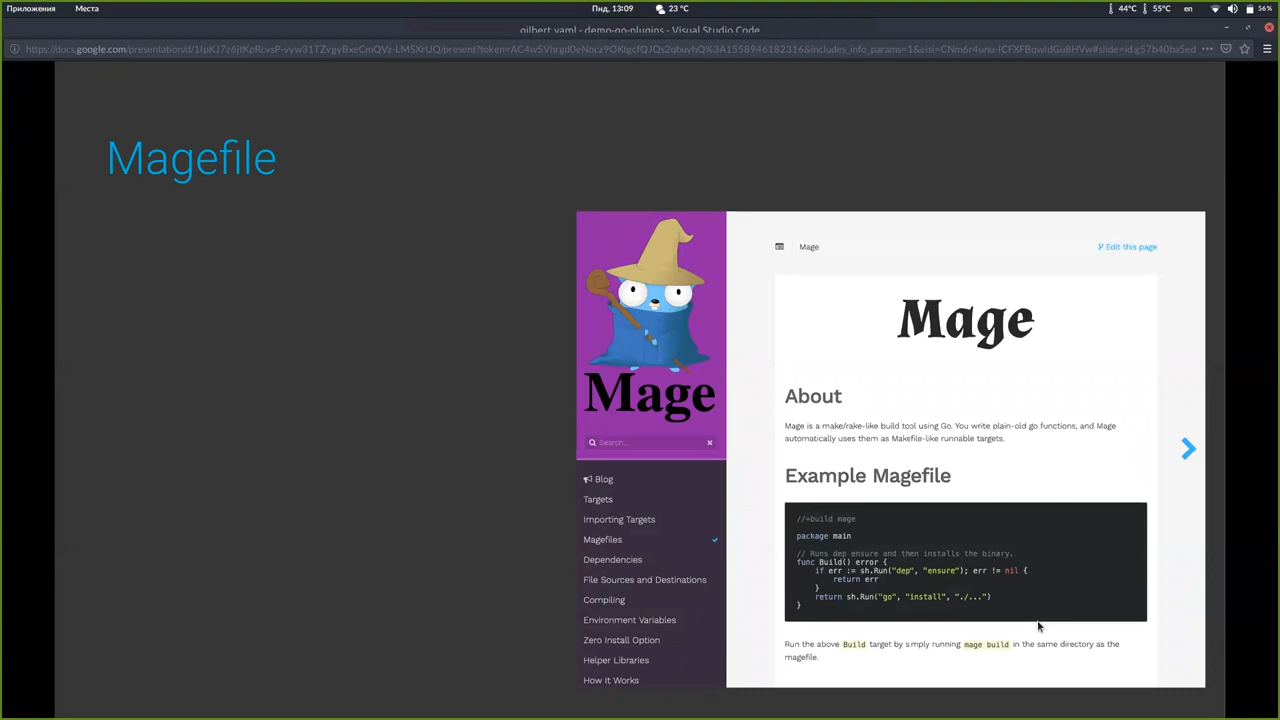 Приложения Места Пнд, 13:09 23 °C 44°C 55°C en 56%
gilbert.yaml - demo-go-plugins - Visual Studio Code
Magefile
Mage
Search...
Blog
Targets
Importing Targets
Magefiles
Dependencies
File Sources and Destinations
Compiling
Environment Variables
Zero Install Option
Helper Libraries
How It Works
Mage
Edit this page
Mage
About
Mage is a make/rake-like build tool using Go. You write plain-old go functions, and Mage
automatically uses them as Makefile-like runnable targets.
Example Magefile
//+build mage
package main
// Runs dep ensure and then installs the binary.
func Build() error {
if err := sh.Run("dep", "ensure"); err != nil {
return err
}
return sh.Run("go", "install", "./...")
}
Run the above Build target by simply running mage build in the same directory as the
magefile.